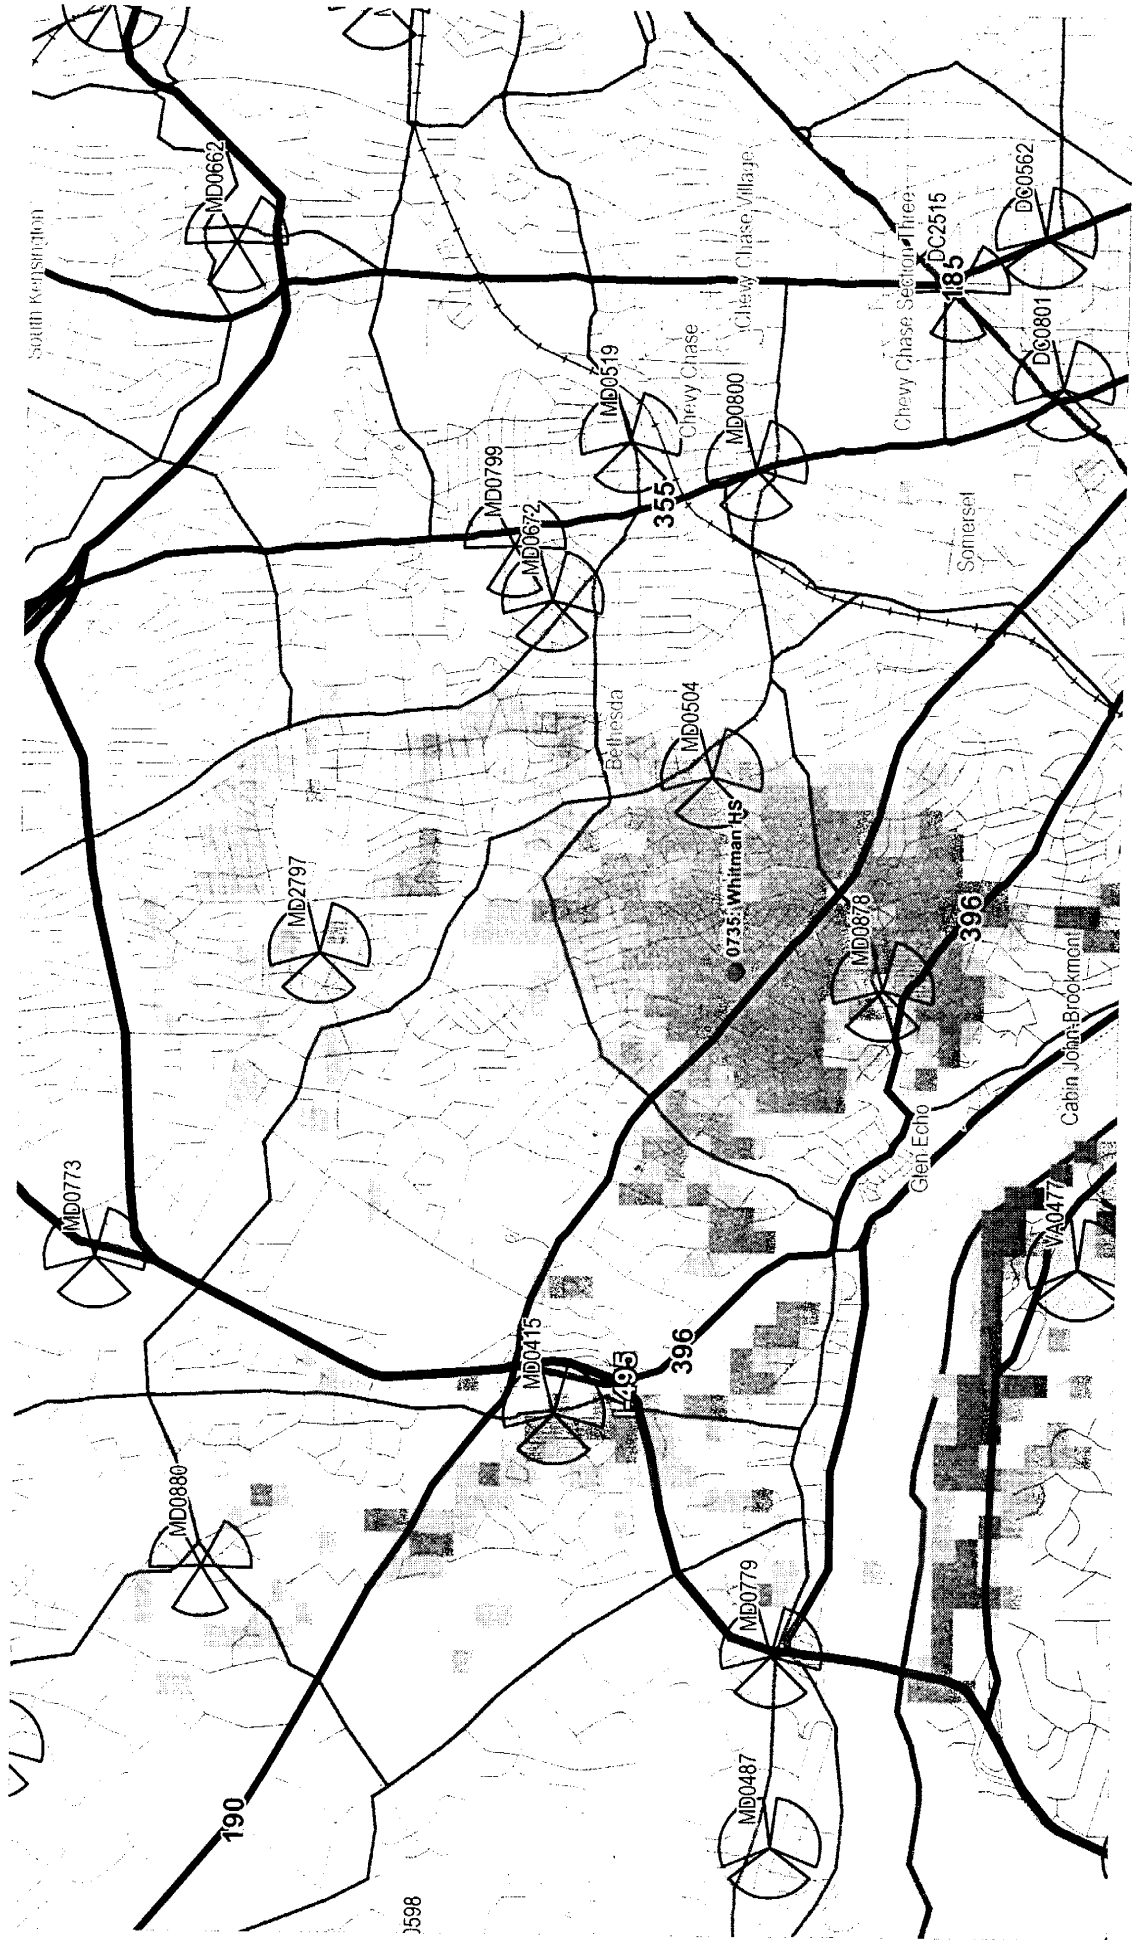 South Kensington
MD0662
MD0773
MD0880
190
MD2797
MD0799
MD0672
MD0519
355
Chevy Chase
MD0800
Chevy Chase Village
Chevy Chase Section Three
DC2515
185
DC0562
DC0801
Somerset
Bethesda
MD0504
0735: Whitman HS
MD0878
396
Cabin John-Brookmont
Glen Echo
MD0415
I-495
396
VA0477
MD0779
MD0487
0598